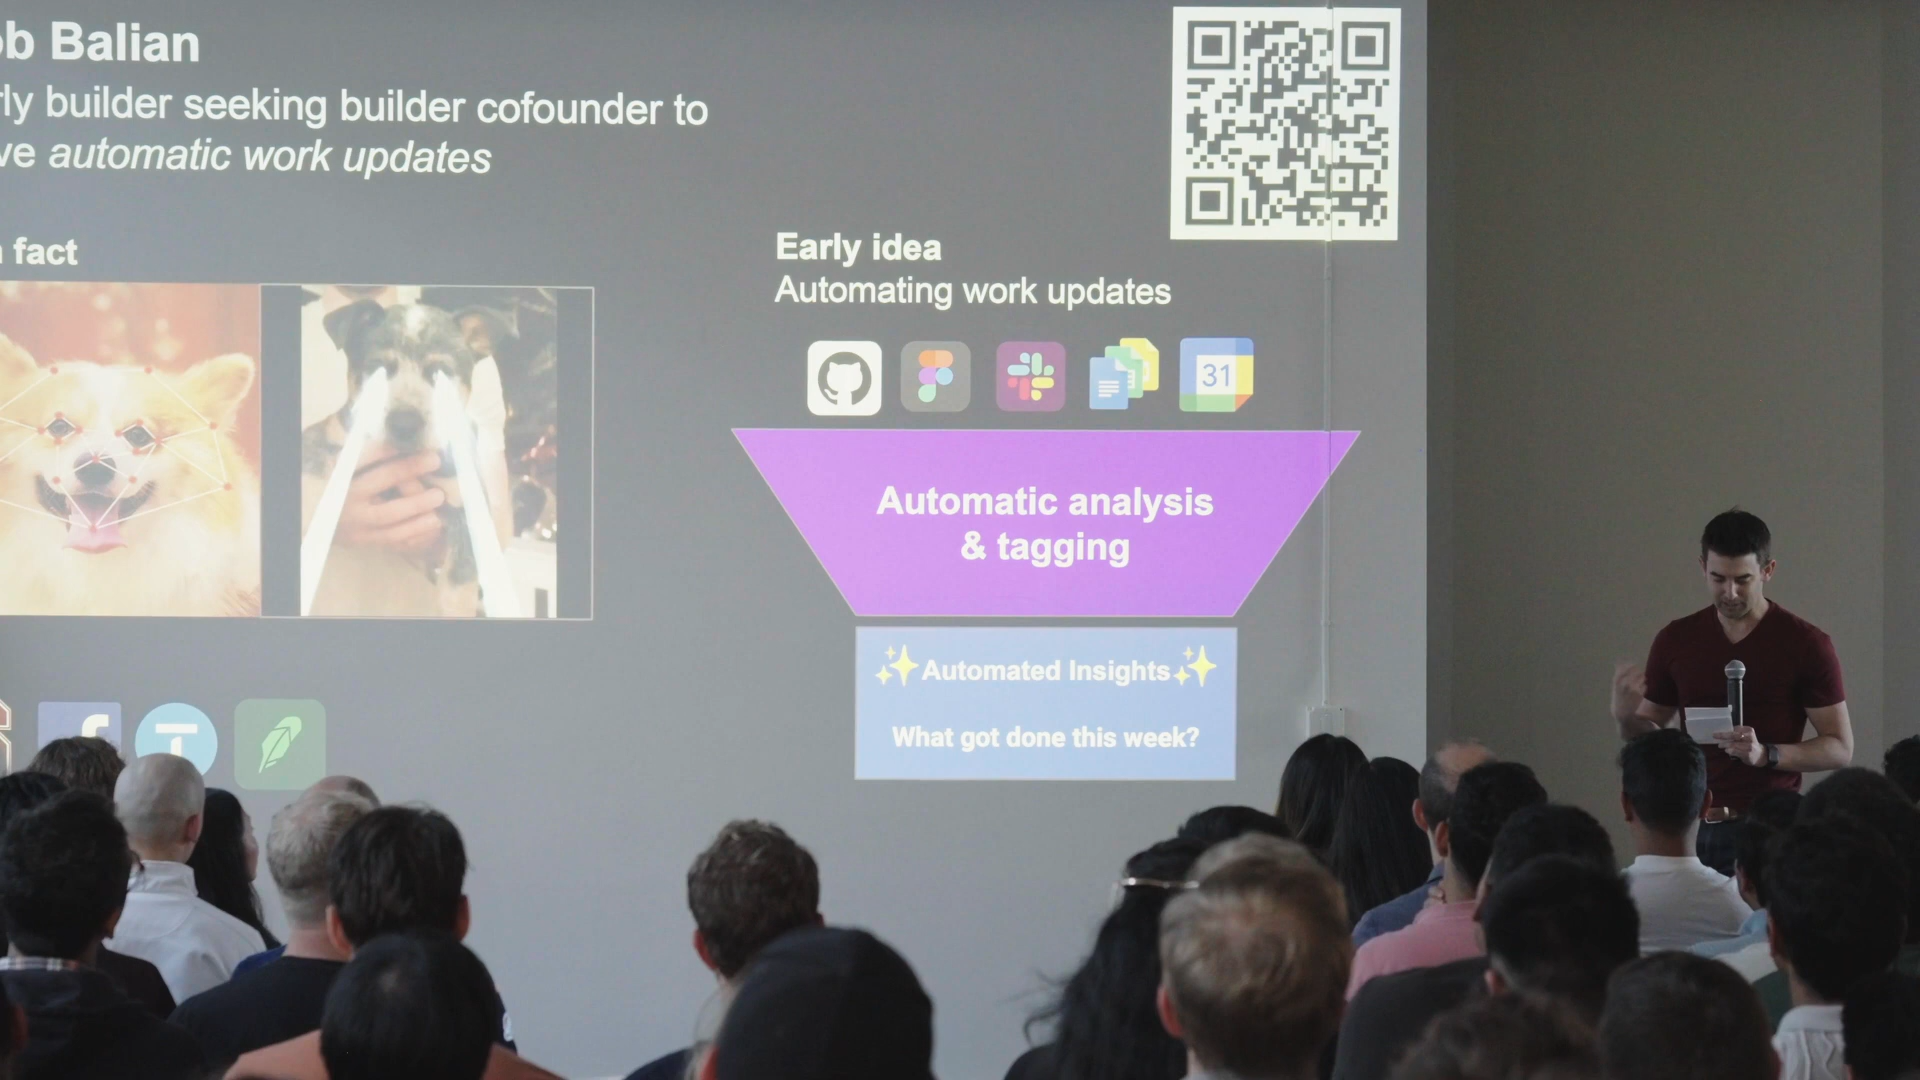 ob Balian
rly builder seeking builder cofounder to
ve automatic work updates
fact
Early idea
Automating work updates
31
Automatic analysis
& tagging
Automated Insights
What got done this week?